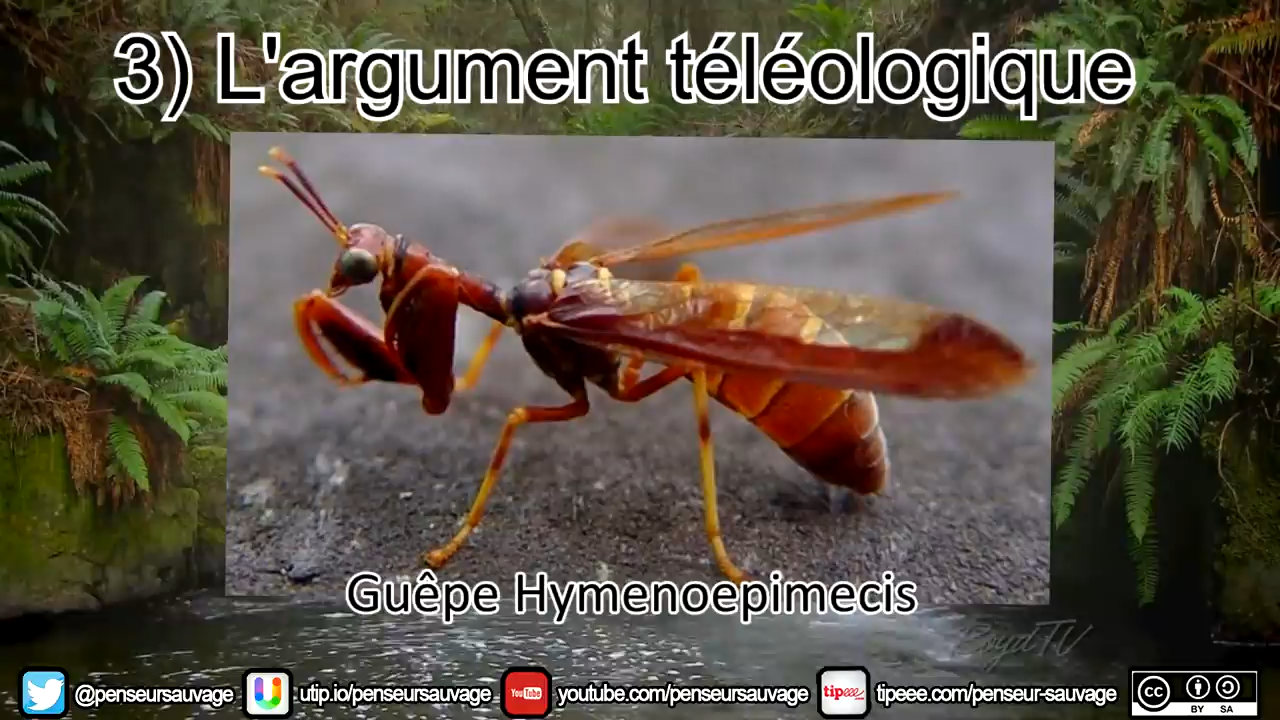 3) L'argument téléologique
Guêpe Hymenoepimecis
BoyetTV
@penseursauvage utip.io/penseursauvage YouTube youtube.com/penseursauvage tipeee tipeee.com/penseur-sauvage cc BY SA